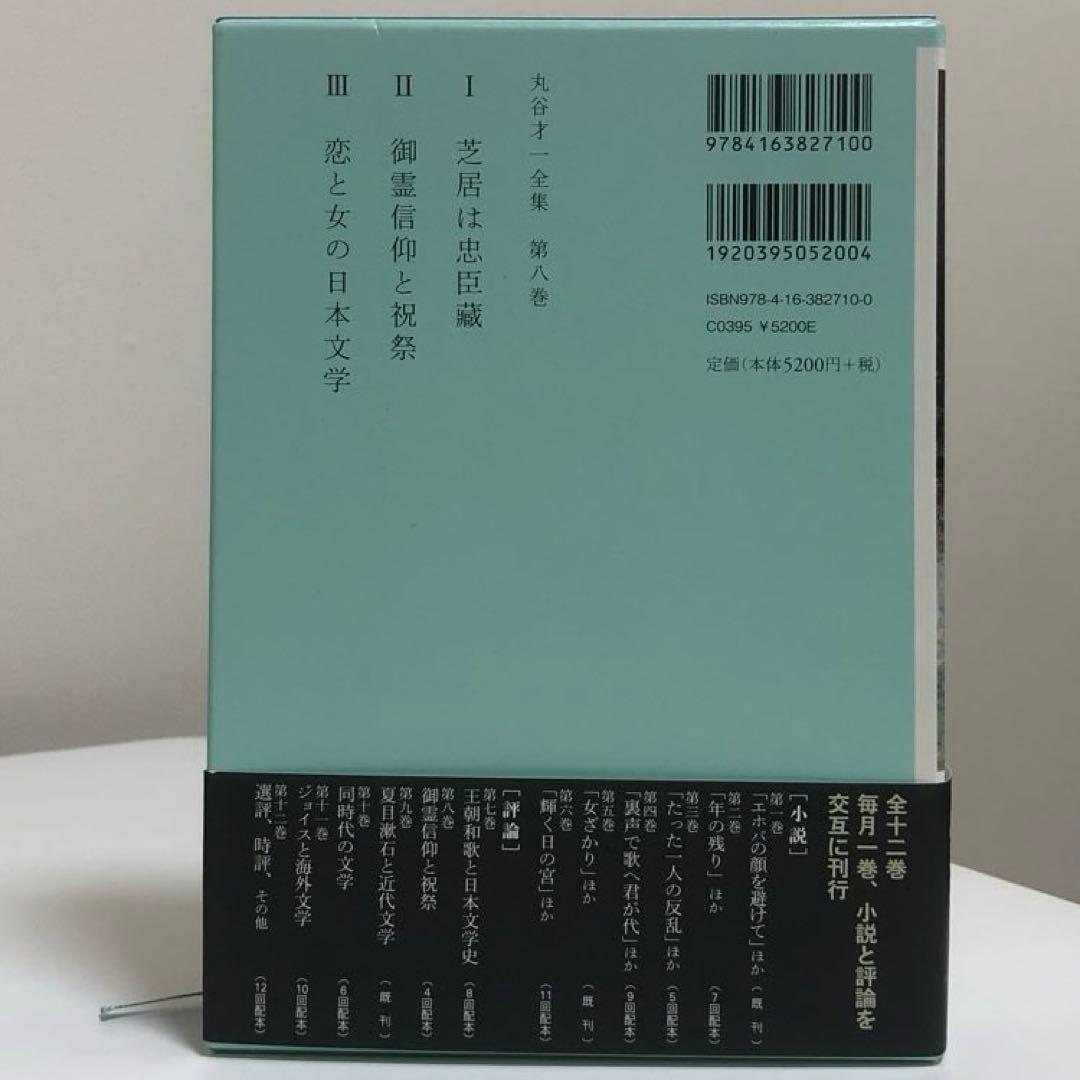 9784163827100
1920395052004
ISBN978-4-16-382710-0
C0395 ¥5200E
定価(本体5200円+税)
丸谷才一全集 第八巻
Ⅰ 芝居は忠臣藏
Ⅱ 御霊信仰と祝祭
Ⅲ 恋と女の日本文学
全十二巻
毎月一巻、小説と評論を
交互に刊行
[小説]
第一巻
「エホバの顔を避けて」ほか (既刊)
第二巻
「年の残り」ほか (7回配本)
第三巻
「たった一人の反乱」ほか (5回配本)
第四巻
「裏声で歌へ君が代」ほか (9回配本)
第五巻
「女ざかり」ほか (既刊)
第六巻
「輝く日の宮」ほか (11回配本)
[評論]
第七巻
王朝和歌と日本文学史 (8回配本)
第八巻
御霊信仰と祝祭 (4回配本)
第九巻
夏目漱石と近代文学 (既刊)
第十巻
同時代の文学 (6回配本)
第十一巻
ジョイスと海外文学 (10回配本)
第十二巻
選評、時評、その他 (12回配本)